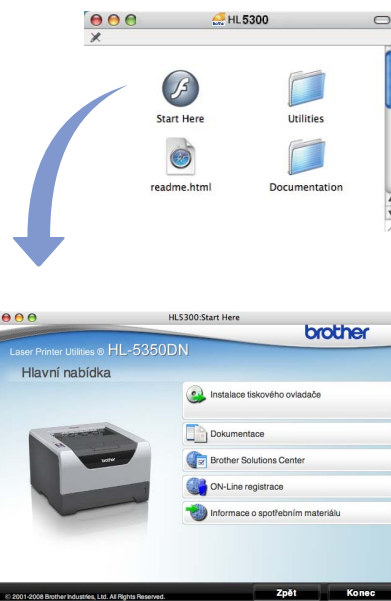 HL5300
Start Here
Utilities
readme.html
Documentation
HL5300:Start Here
brother
Laser Printer Utilities ® HL-5350DN
Hlavní nabídka
Instalace tiskového ovladače
Dokumentace
Brother Solutions Center
ON-Line registrace
Informace o spotřebním materiálu
© 2001-2008 Brother Industries, Ltd. All Rights Reserved.
Zpět
Konec